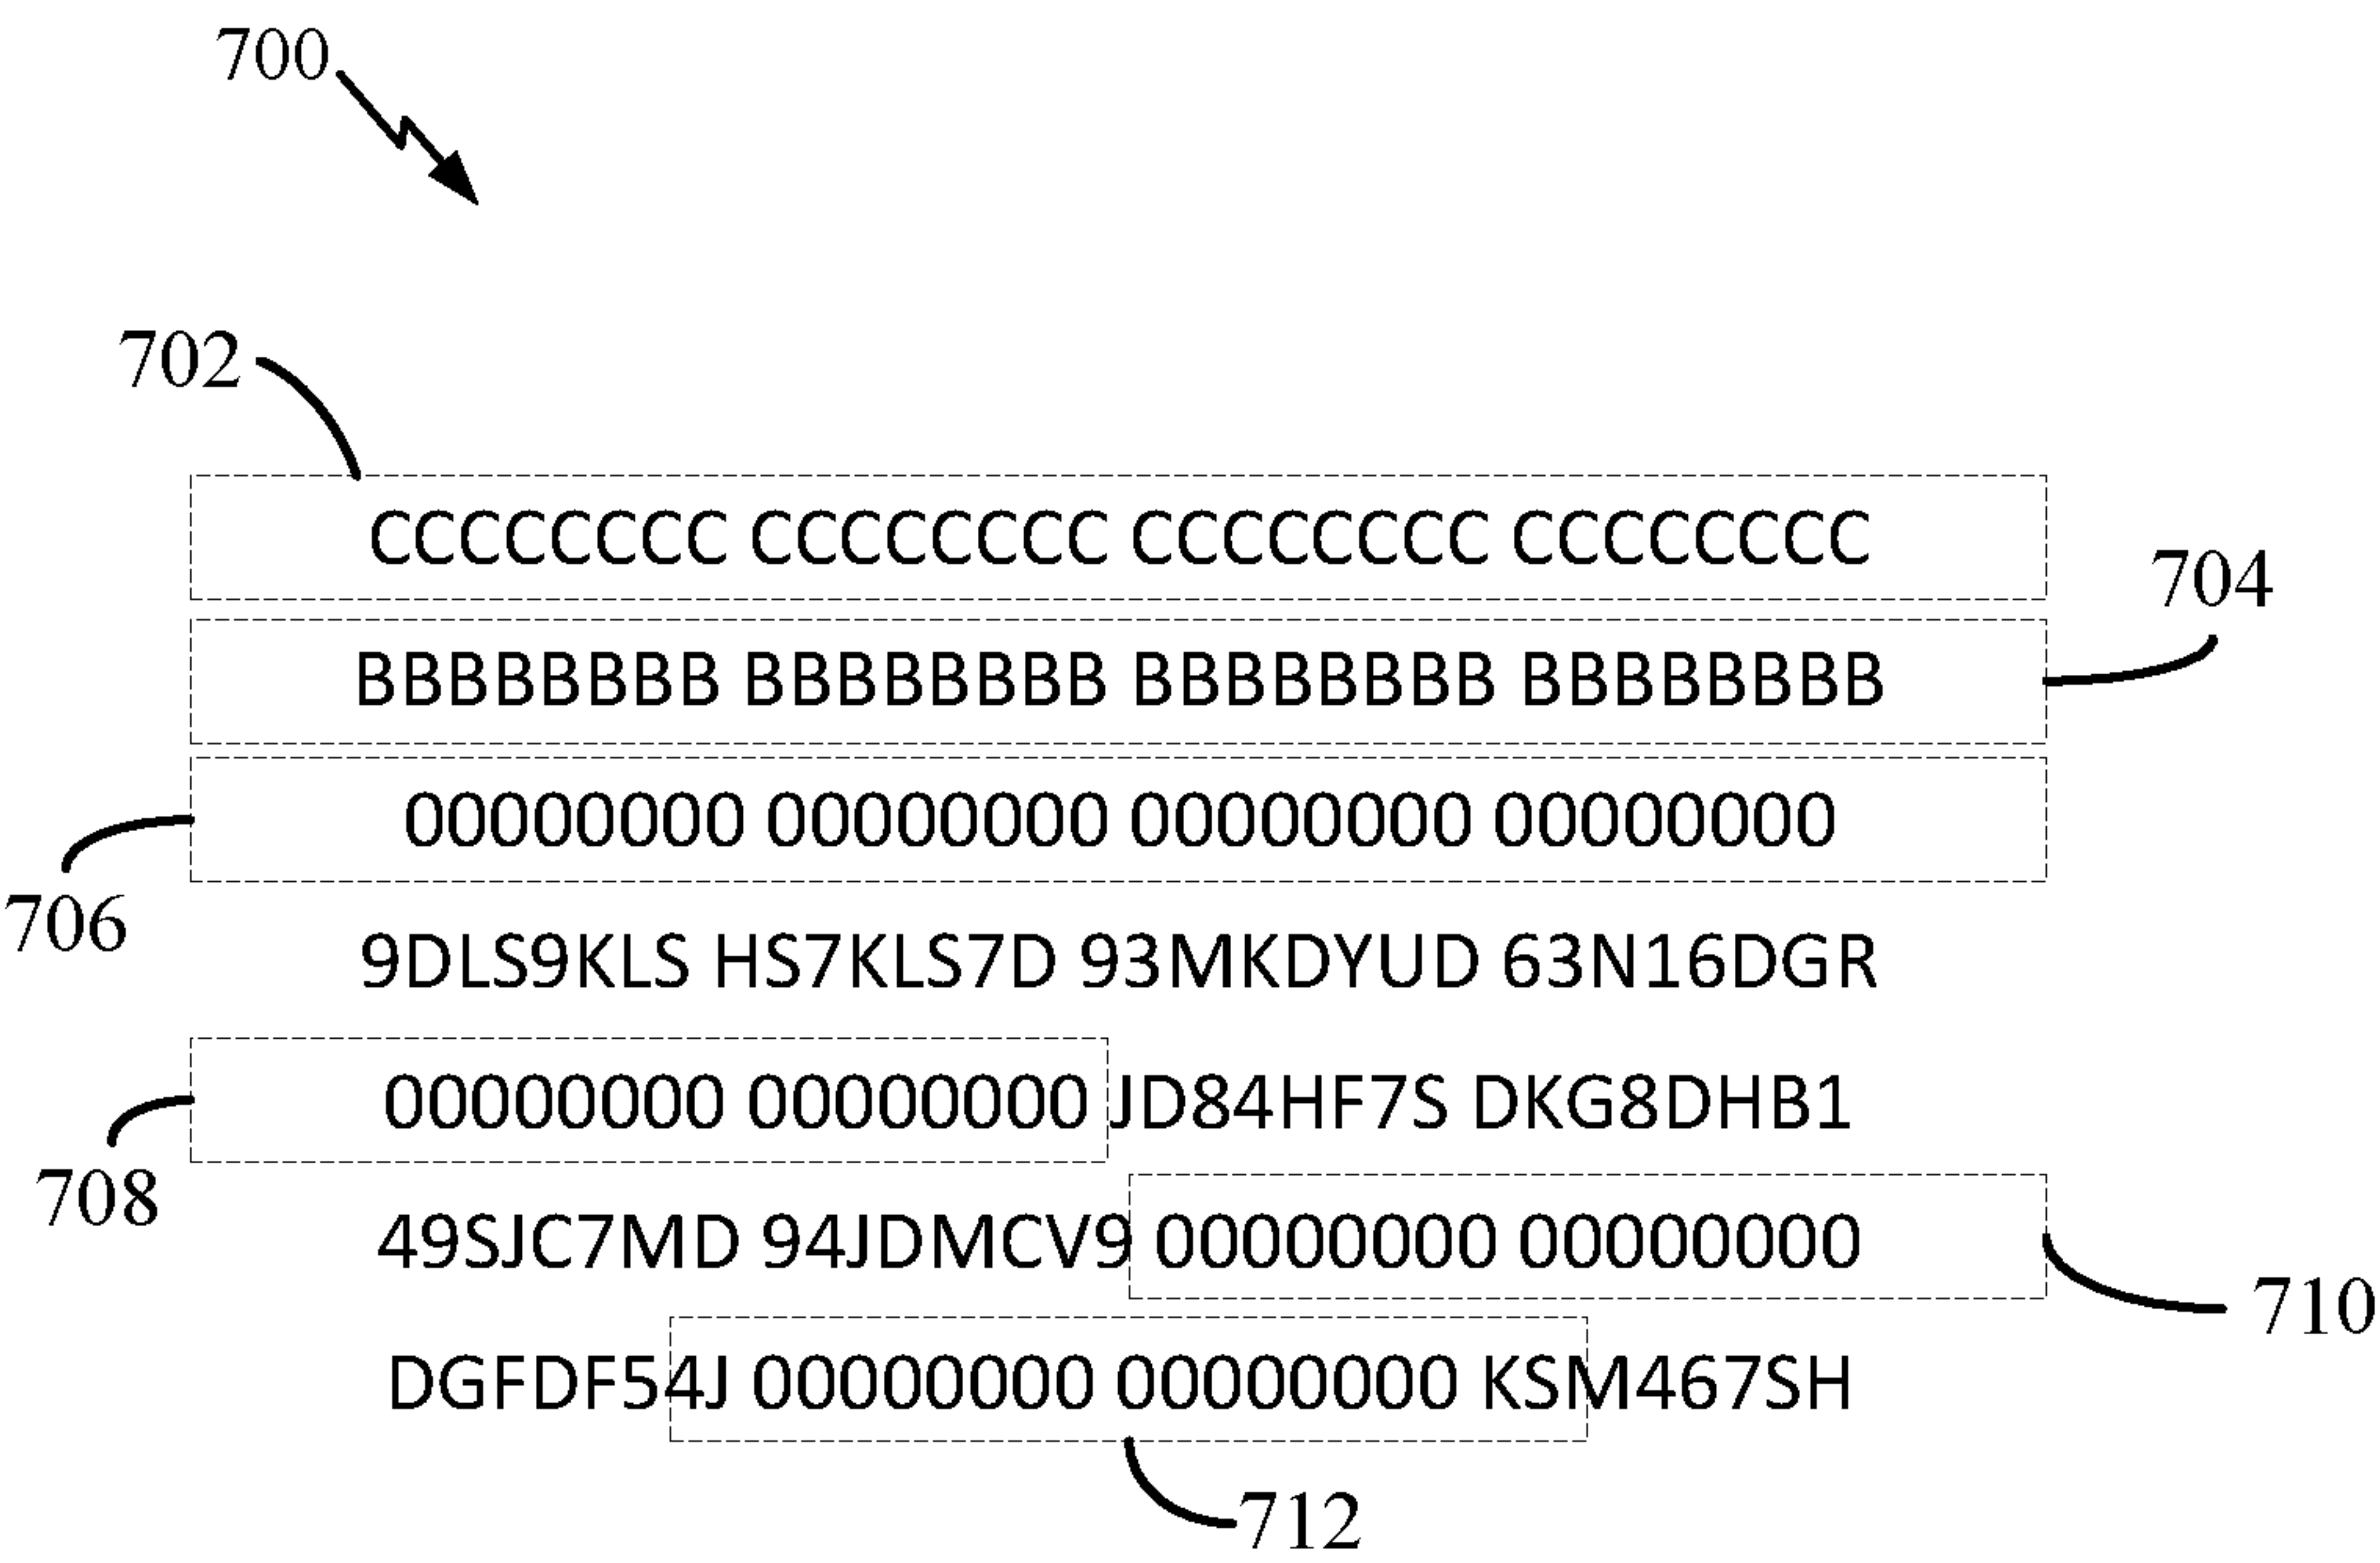 700
702
CCCCCCCC CCCCCCCC CCCCCCCC CCCCCCCC
704
BBBBBBBB BBBBBBBB BBBBBBBB BBBBBBBB
00000000 00000000 00000000 00000000
706
9DLS9KLS HS7KLS7D 93MKDYUD 63N16DGR
00000000 00000000 JD84HF7S DKG8DHB1
708
49SJC7MD 94JDMCV9 00000000 00000000
710
DGFDF54J 00000000 00000000 KSM467SH
712